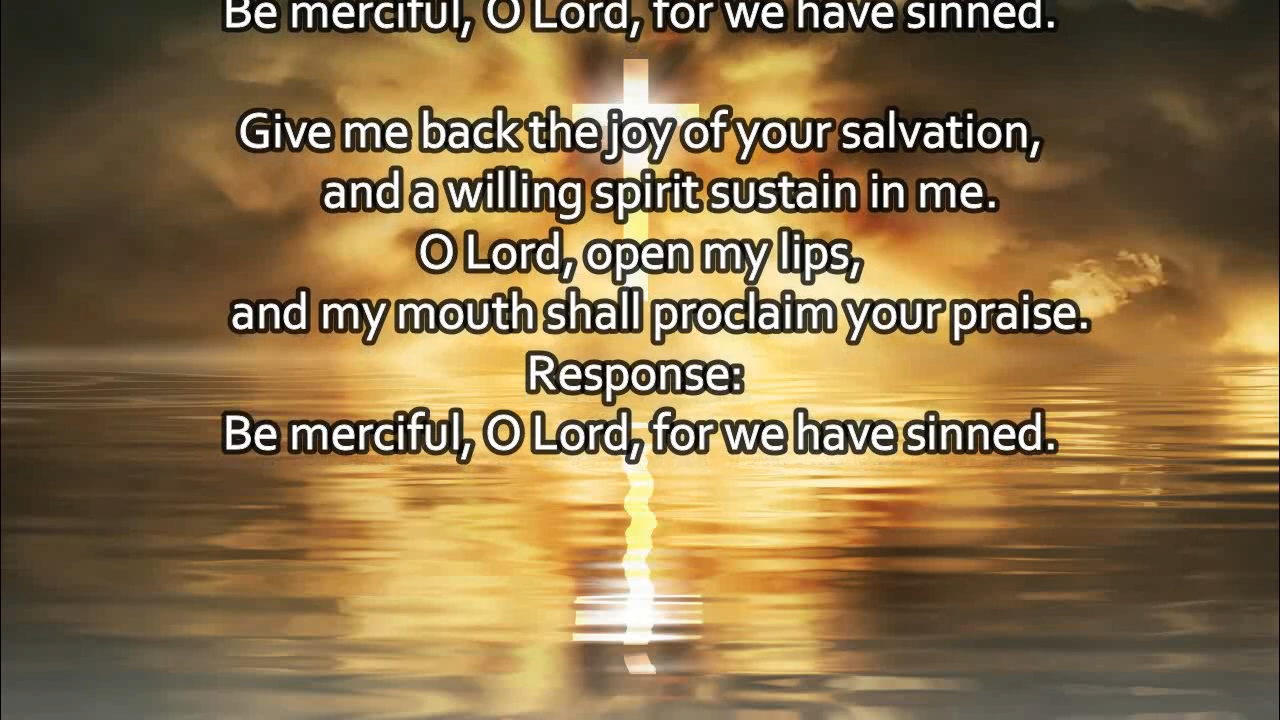 Be merciful, O Lord, for we have sinned.
Give me back the joy of your salvation,
and a willing spirit sustain in me.
O Lord, open my lips,
and my mouth shall proclaim your praise.
Response:
Be merciful, O Lord, for we have sinned.